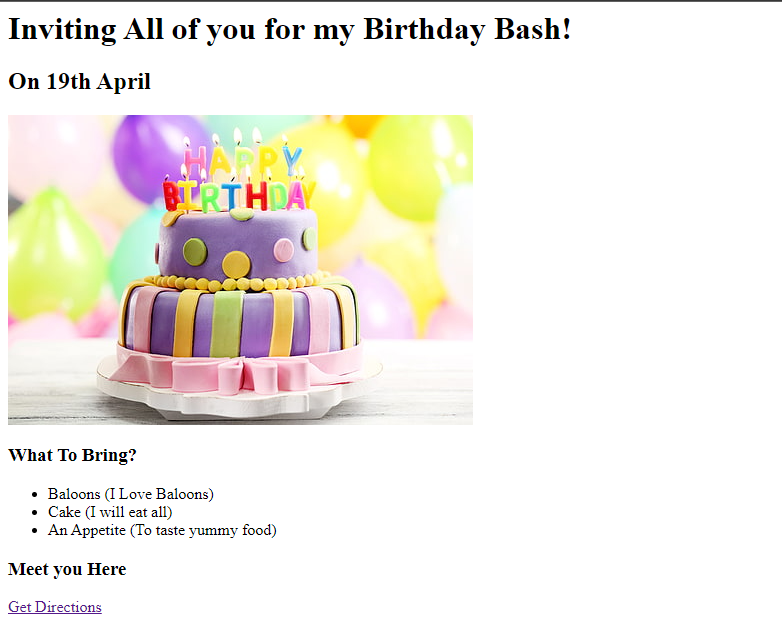 Inviting All of you for my Birthday Bash!
On 19th April
HAPPY
BIRTHDAY
What To Bring?
Baloons (I Love Baloons)
Cake (I will eat all)
An Appetite (To taste yummy food)
Meet you Here
Get Directions